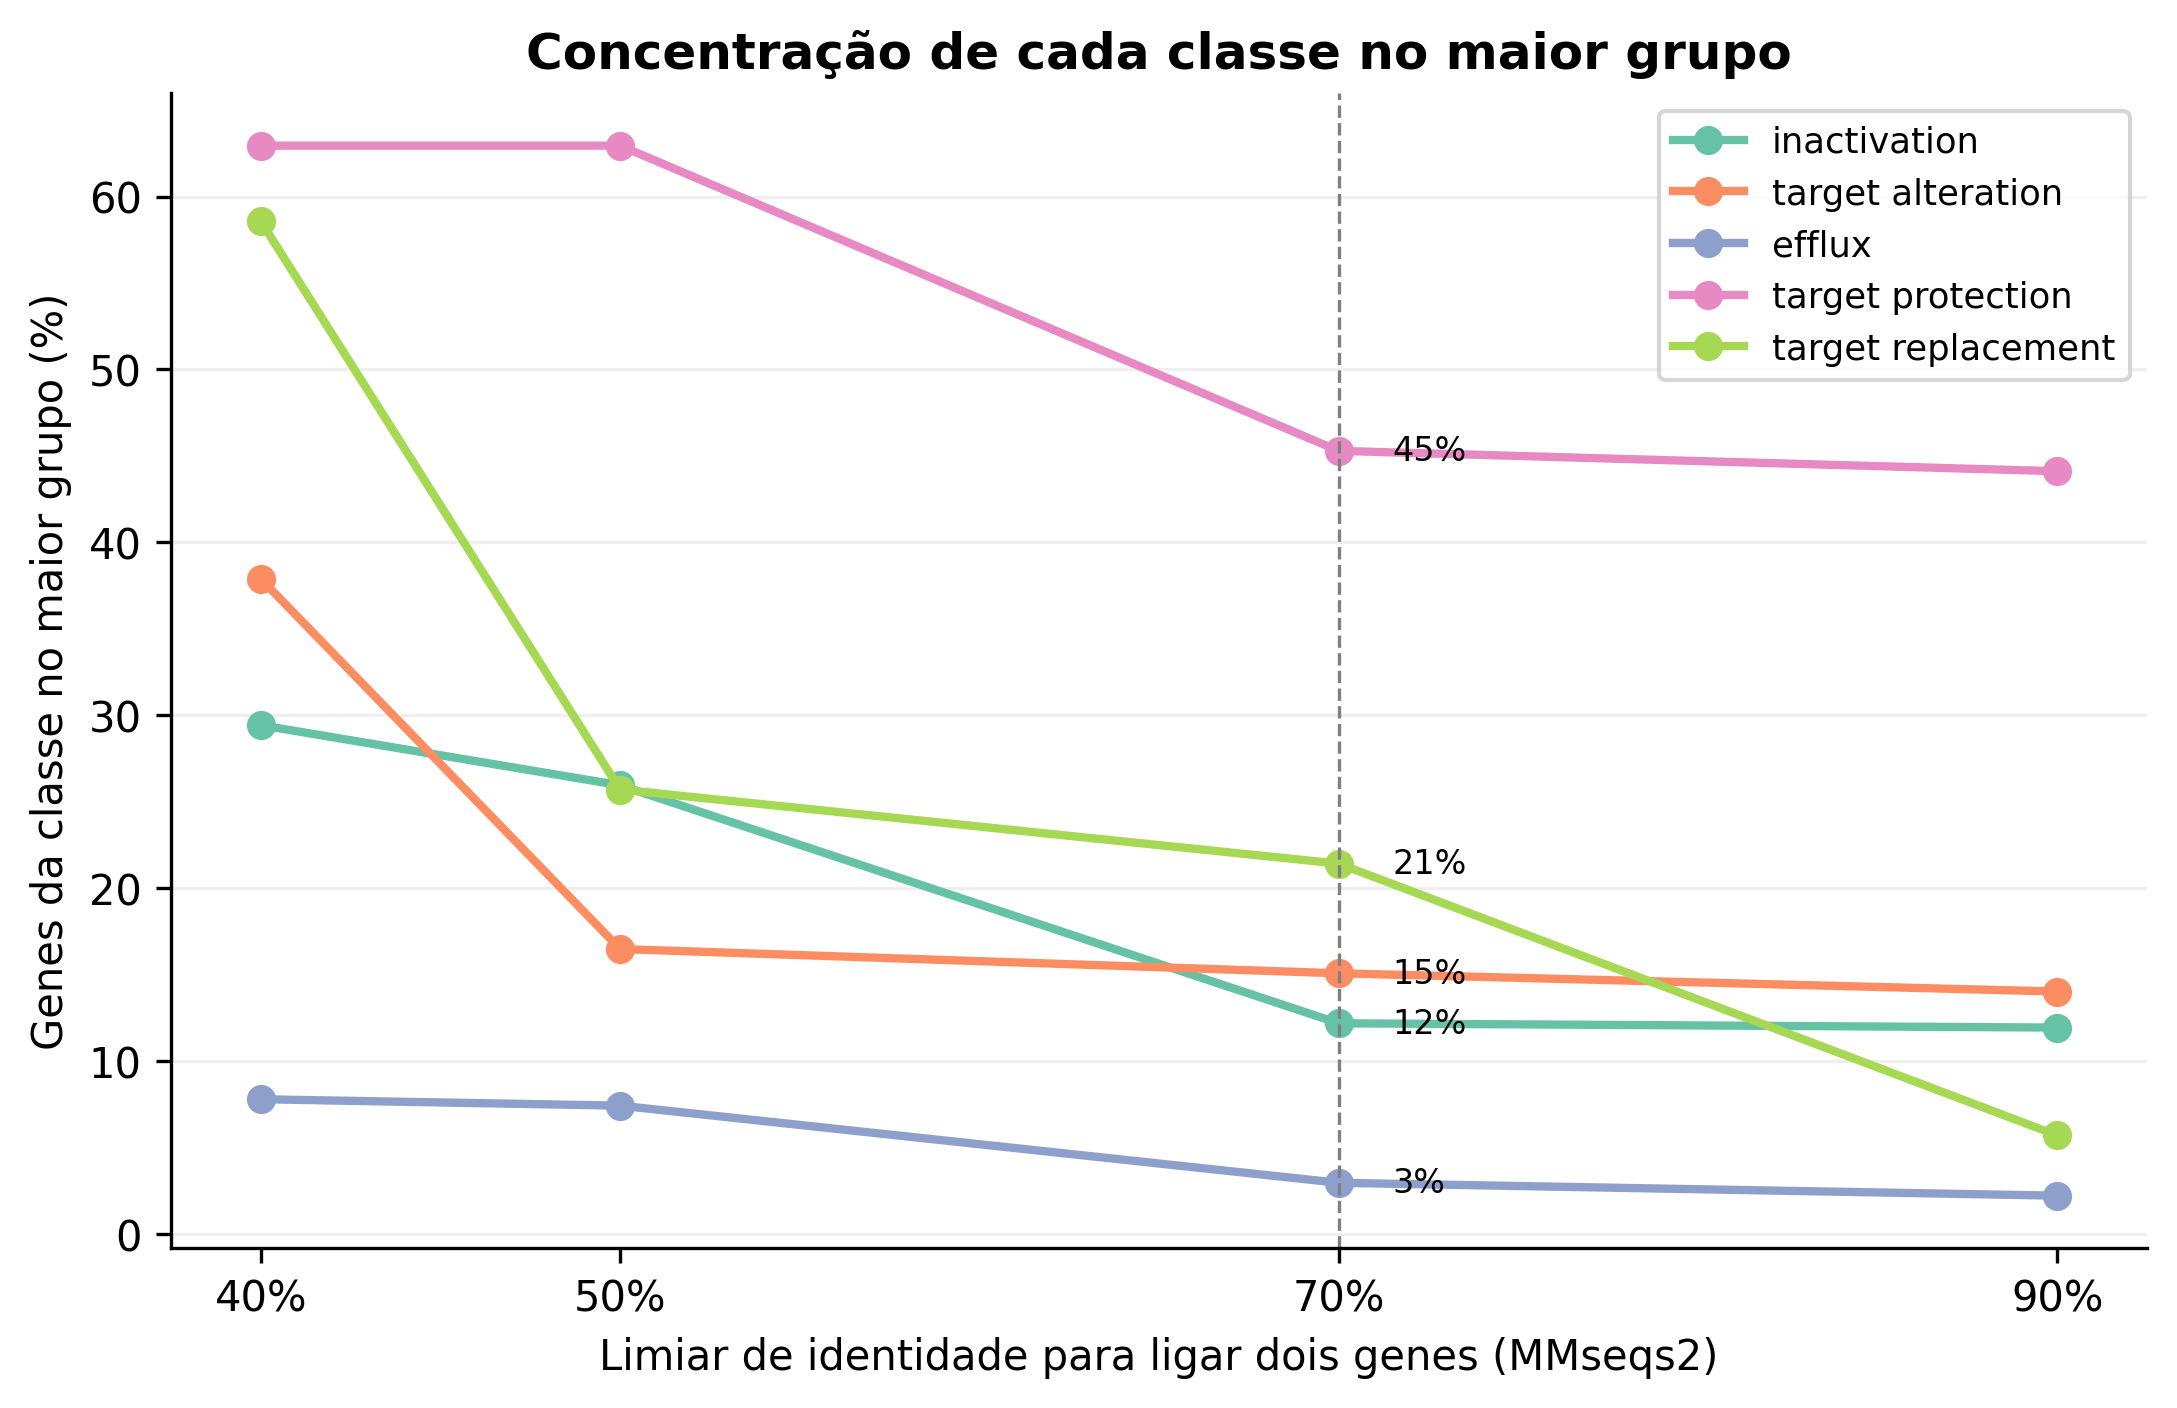 Concentração de cada classe no maior grupo
Genes da classe no maior grupo (%)
60
50
40
30
20
10
0
inactivation
target alteration
efflux
target protection
target replacement
45%
21%
15%
12%
3%
40% 50% 70% 90%
Limiar de identidade para ligar dois genes (MMseqs2)